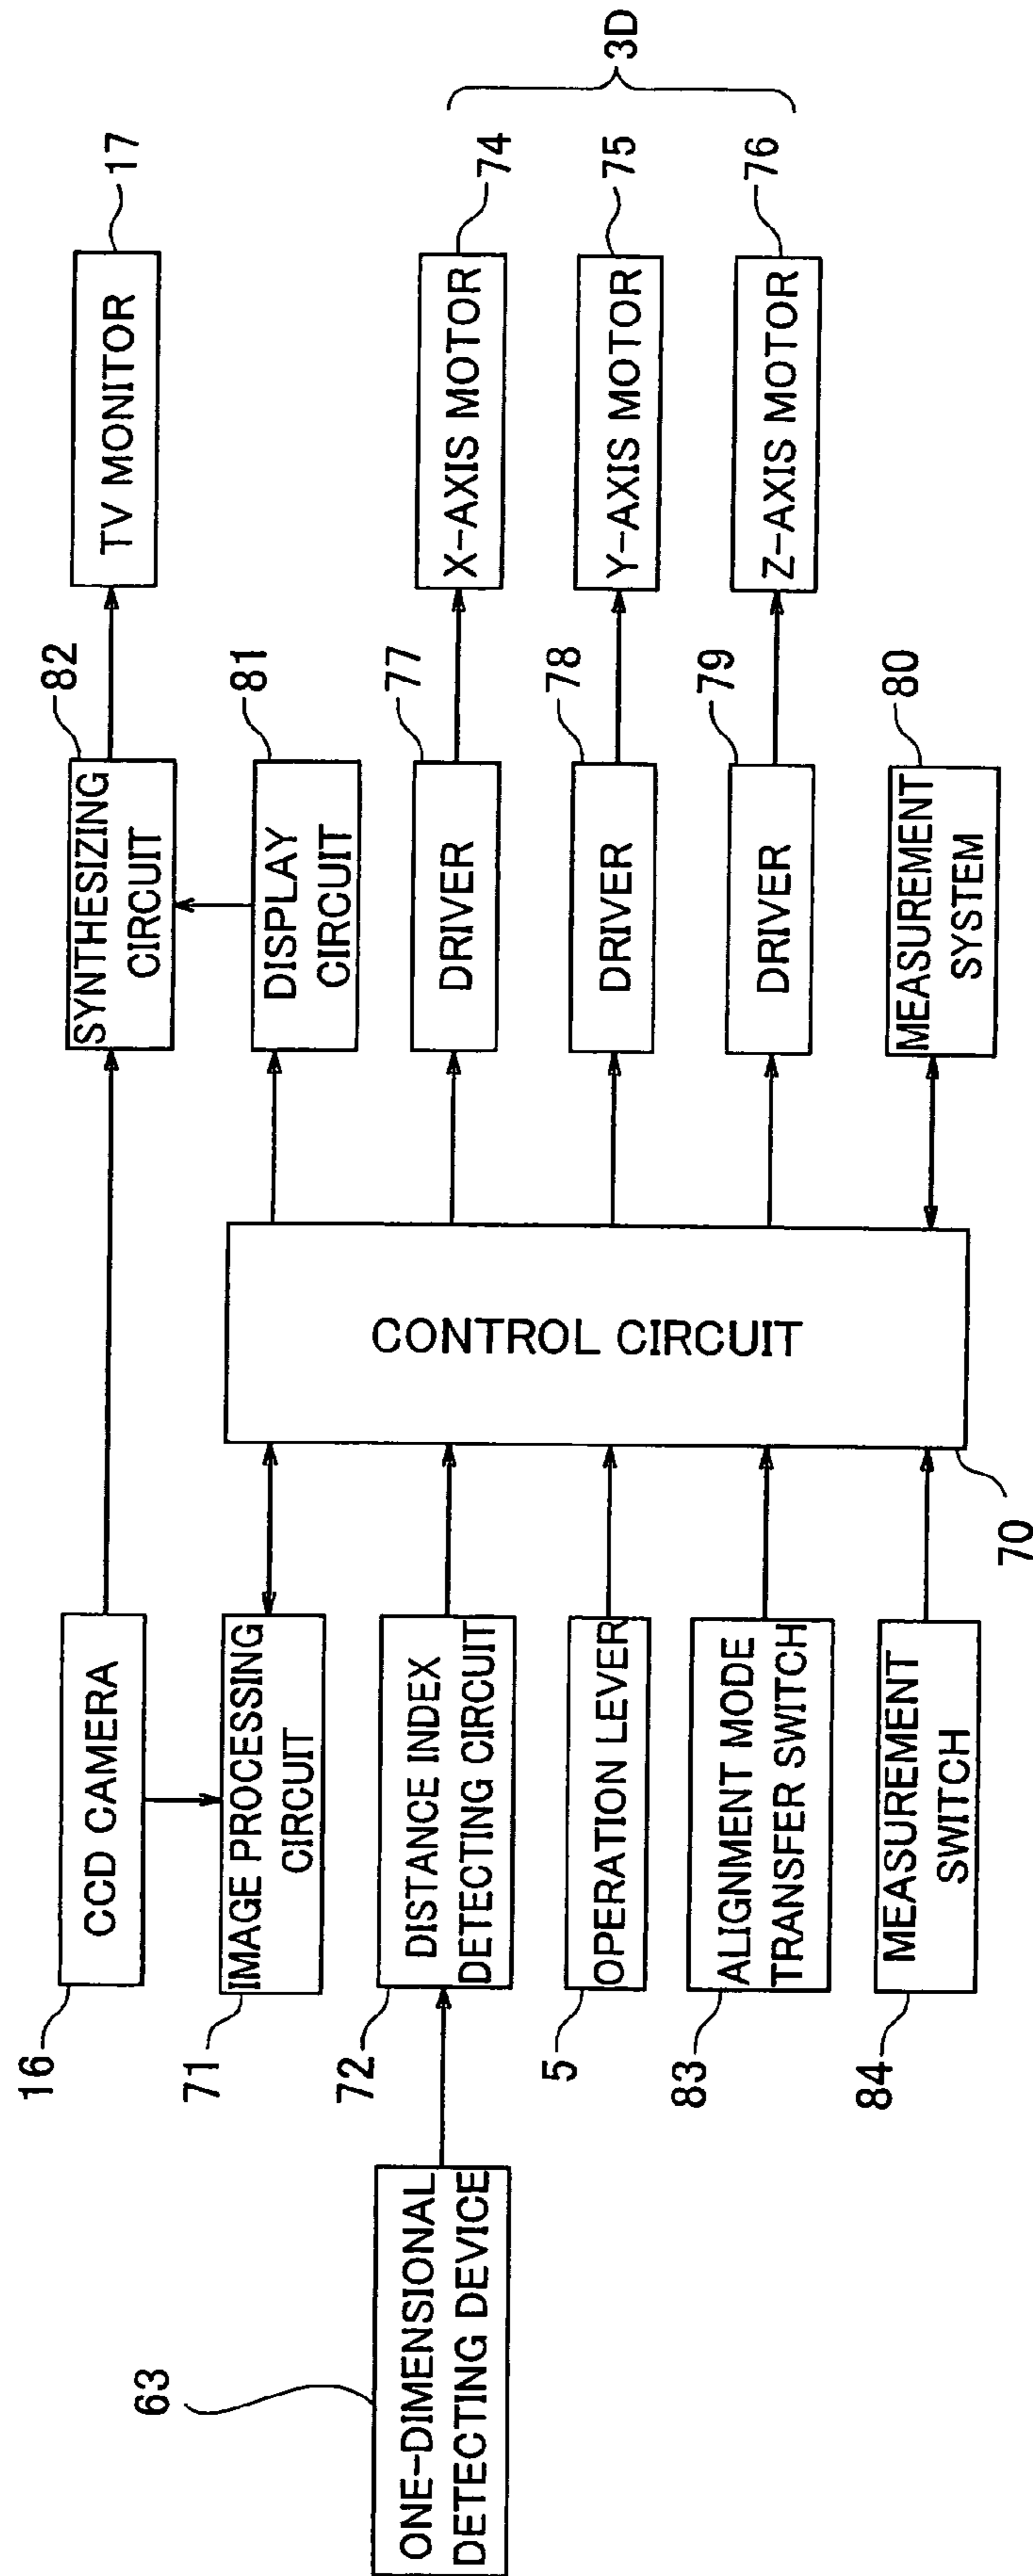 16
CCD CAMERA
82
SYNTHESIZING
CIRCUIT
17
TV MONITOR
71
IMAGE PROCESSING
CIRCUIT
81
DISPLAY
CIRCUIT
63
ONE-DIMENSIONAL
DETECTING DEVICE
72
DISTANCE INDEX
DETECTING CIRCUIT
CONTROL CIRCUIT
70
77
DRIVER
74
X-AXIS MOTOR
3D
5
OPERATION LEVER
78
DRIVER
75
Y-AXIS MOTOR
83
ALIGNMENT MODE
TRANSFER SWITCH
79
DRIVER
76
Z-AXIS MOTOR
84
MEASUREMENT
SWITCH
80
MEASUREMENT
SYSTEM